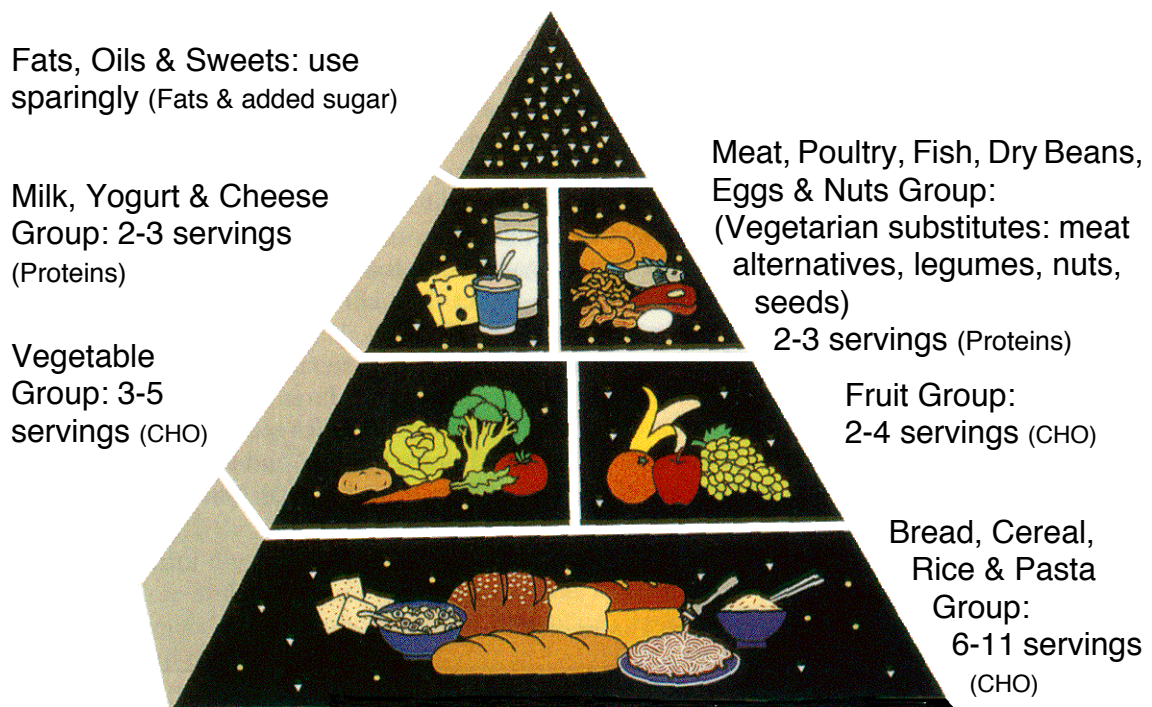 Fats, Oils & Sweets: use
sparingly (Fats & added sugar)
Milk, Yogurt & Cheese
Group: 2-3 servings
(Proteins)
Meat, Poultry, Fish, Dry Beans,
Eggs & Nuts Group:
(Vegetarian substitutes: meat
alternatives, legumes, nuts,
seeds)
2-3 servings (Proteins)
Vegetable
Group: 3-5
servings (CHO)
Fruit Group:
2-4 servings (CHO)
Bread, Cereal,
Rice & Pasta
Group:
6-11 servings
(CHO)